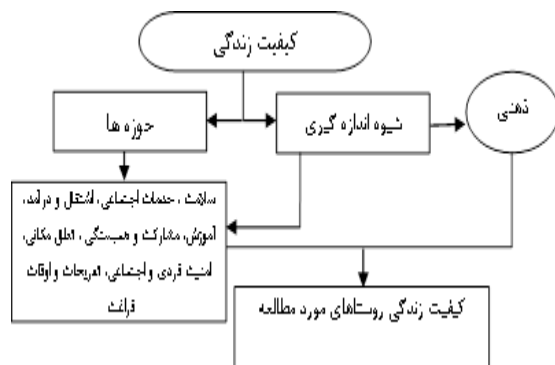 کیفیت زندگی
ذهنی
شیوه اندازه گیری
حوزه ها
سلامت ، خدمات اجتماعی، اشتغال و درآمد،
آموزش، مشارکت و همبستگی ، تعلق مکانی،
امنیت فردی و اجتماعی، تفریحات و اوقات
فراغت
کیفیت زندگی روستاهای مورد مطالعه